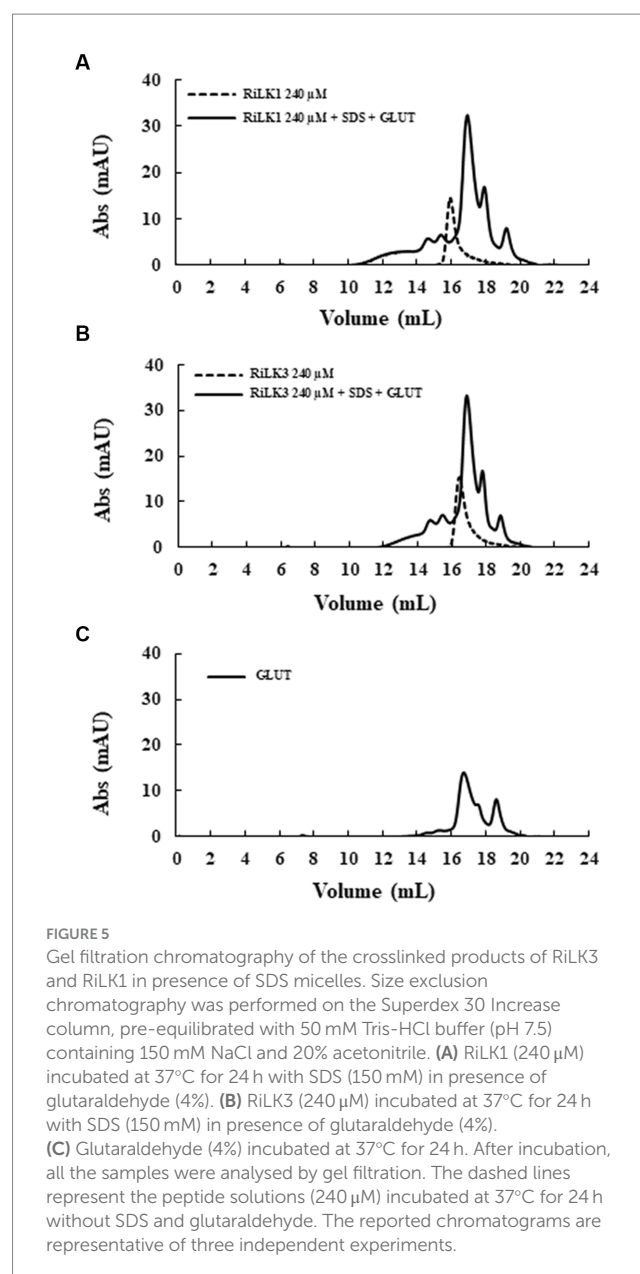 A
40
30
20
10
0
Abs (mAU)
RiLK1 240 µM
RiLK1 240 µM + SDS + GLUT
0 2 4 6 8 10 12 14 16 18 20 22 24
Volume (mL)
B
40
30
20
10
0
Abs (mAU)
RiLK3 240 µM
RiLK3 240 µM + SDS + GLUT
0 2 4 6 8 10 12 14 16 18 20 22 24
Volume (mL)
C
40
30
20
10
0
Abs (mAU)
GLUT
0 2 4 6 8 10 12 14 16 18 20 22 24
Volume (mL)
FIGURE 5
Gel filtration chromatography of the crosslinked products of RiLK3
and RiLK1 in presence of SDS micelles. Size exclusion
chromatography was performed on the Superdex 30 Increase
column, pre-equilibrated with 50 mM Tris-HCl buffer (pH 7.5)
containing 150 mM NaCl and 20% acetonitrile. (A) RiLK1 (240 µM)
incubated at 37°C for 24 h with SDS (150 mM) in presence of
glutaraldehyde (4%). (B) RiLK3 (240 µM) incubated at 37°C for 24 h
with SDS (150 mM) in presence of glutaraldehyde (4%).
(C) Glutaraldehyde (4%) incubated at 37°C for 24 h. After incubation,
all the samples were analysed by gel filtration. The dashed lines
represent the peptide solutions (240 µM) incubated at 37°C for 24 h
without SDS and glutaraldehyde. The reported chromatograms are
representative of three independent experiments.